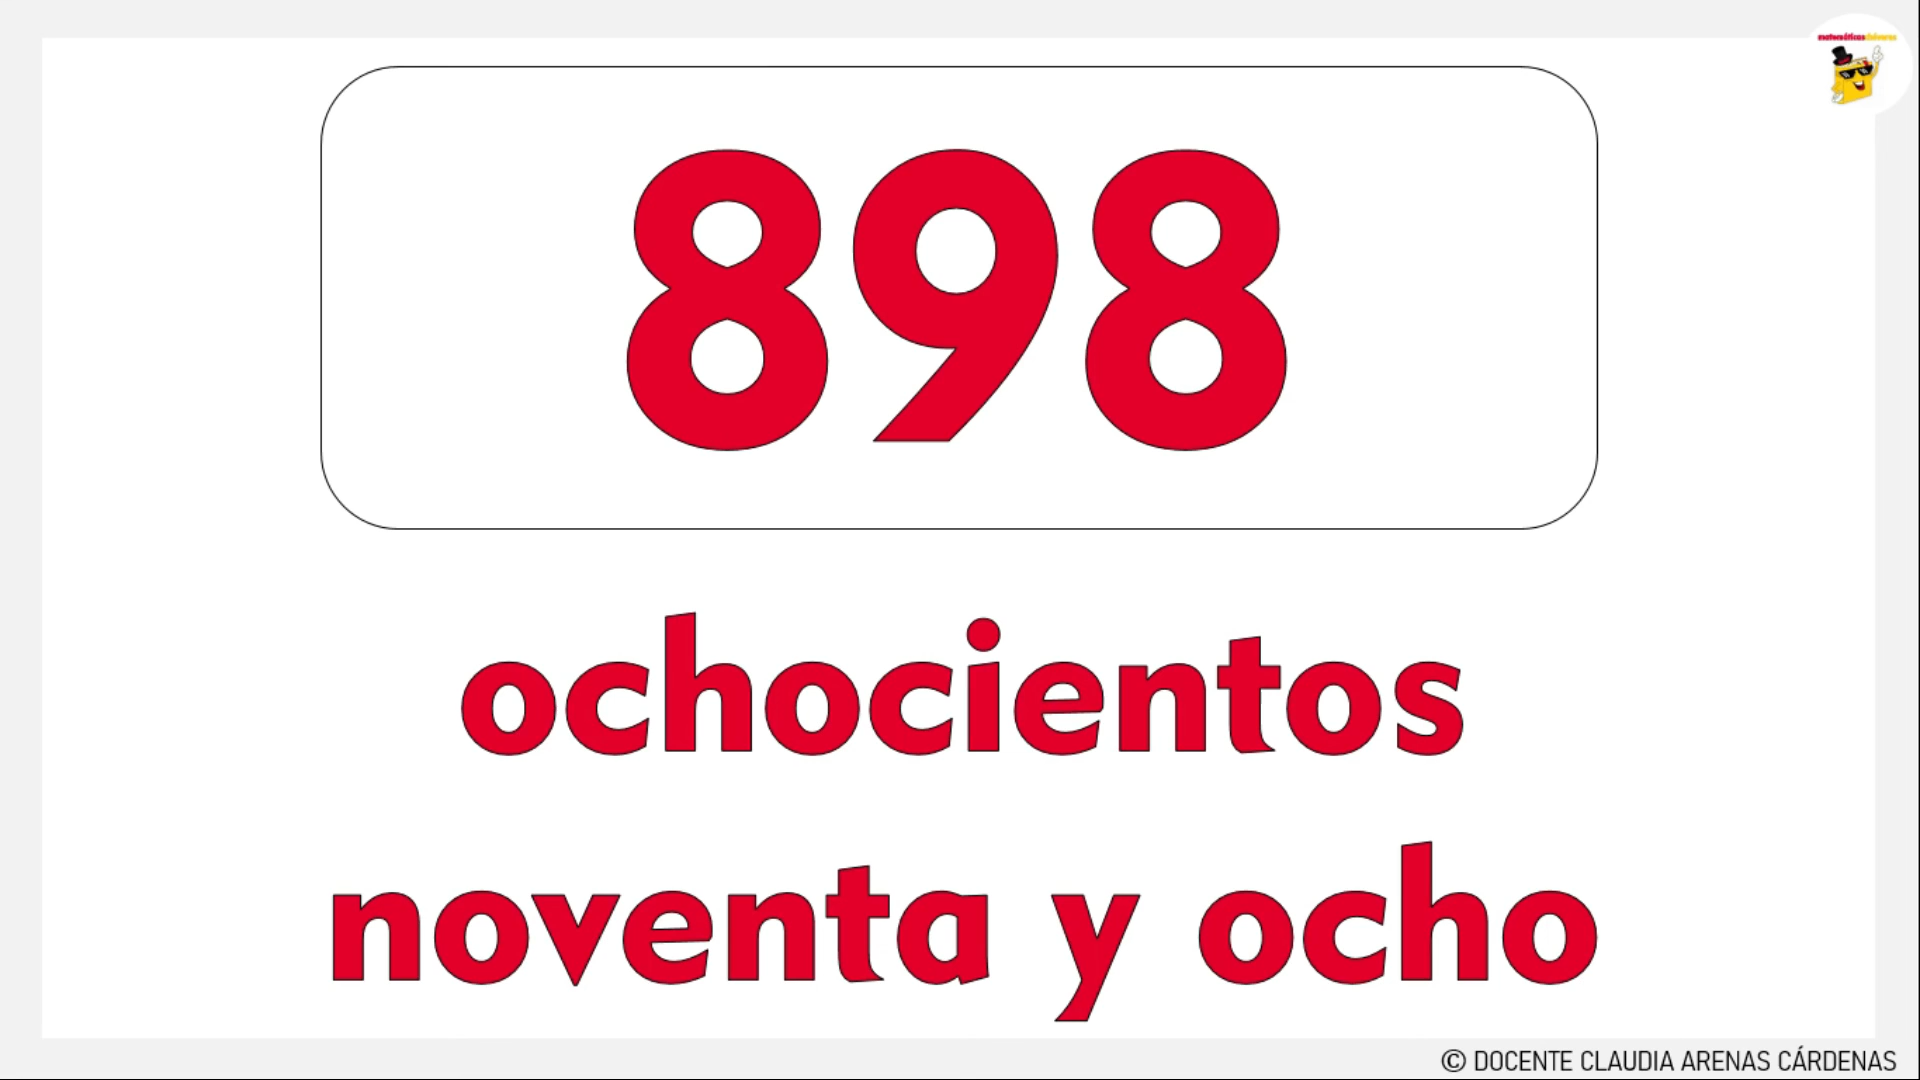 898
ochocientos
noventa y ocho
© DOCENTE CLAUDIA ARENAS CÁRDENAS